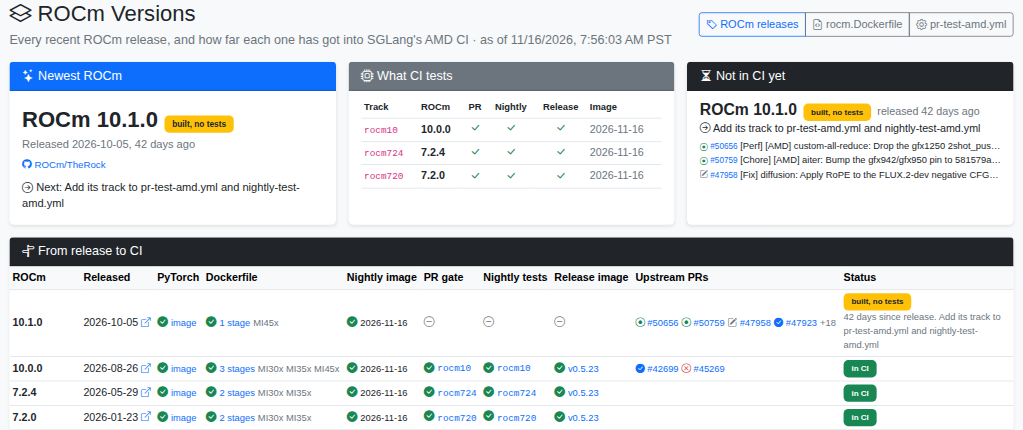 ROCm Versions
Every recent ROCm release, and how far each one has got into SGLang's AMD CI · as of 11/16/2026, 7:56:03 AM PST
ROCm releases rocm.Dockerfile pr-test-amd.yml
Newest ROCm
ROCm 10.1.0 built, no tests
Released 2026-10-05, 42 days ago
ROCm/TheRock
Next: Add its track to pr-test-amd.yml and nightly-test-
amd.yml
What CI tests
Track ROCm PR Nightly Release Image
rocm10 10.0.0 2026-11-16
rocm724 7.2.4 2026-11-16
rocm720 7.2.0 2026-11-16
Not in CI yet
ROCm 10.1.0 built, no tests released 42 days ago
Add its track to pr-test-amd.yml and nightly-test-amd.yml
#50656 [Perf] [AMD] custom-all-reduce: Drop the gfx1250 2shot_pus…
#50759 [Chore] [AMD] aiter: Bump the gfx942/gfx950 pin to 581579a…
#47958 [Fix] diffusion: Apply RoPE to the FLUX.2-dev negative CFG…
From release to CI
ROCm Released PyTorch Dockerfile Nightly image PR gate Nightly tests Release image Upstream PRs Status
10.1.0 2026-10-05 image 1 stage MI45x 2026-11-16 #50656 #50759 #47958 #47923 +18 built, no tests
42 days since release. Add its track to
pr-test-amd.yml and nightly-test-
amd.yml
10.0.0 2026-08-26 image 3 stages MI30x MI35x MI45x 2026-11-16 rocm10 rocm10 v0.5.23 #42699 #45269 in CI
7.2.4 2026-05-29 image 2 stages MI30x MI35x 2026-11-16 rocm724 rocm724 v0.5.23 in CI
7.2.0 2026-01-23 image 2 stages MI30x MI35x 2026-11-16 rocm720 rocm720 v0.5.23 in CI